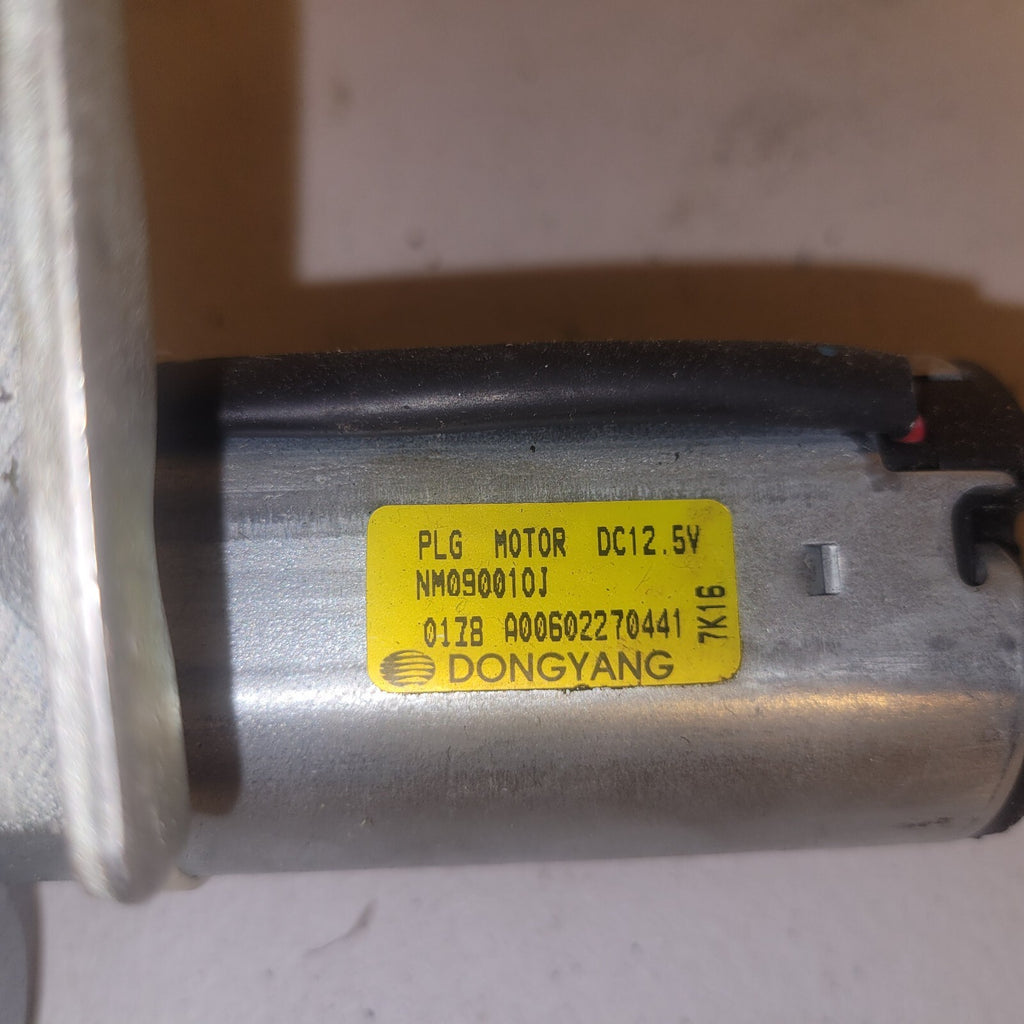 PLG MOTOR DC12.5V
NM090010J
01Z8 A00602270441
7K16
DONGYANG